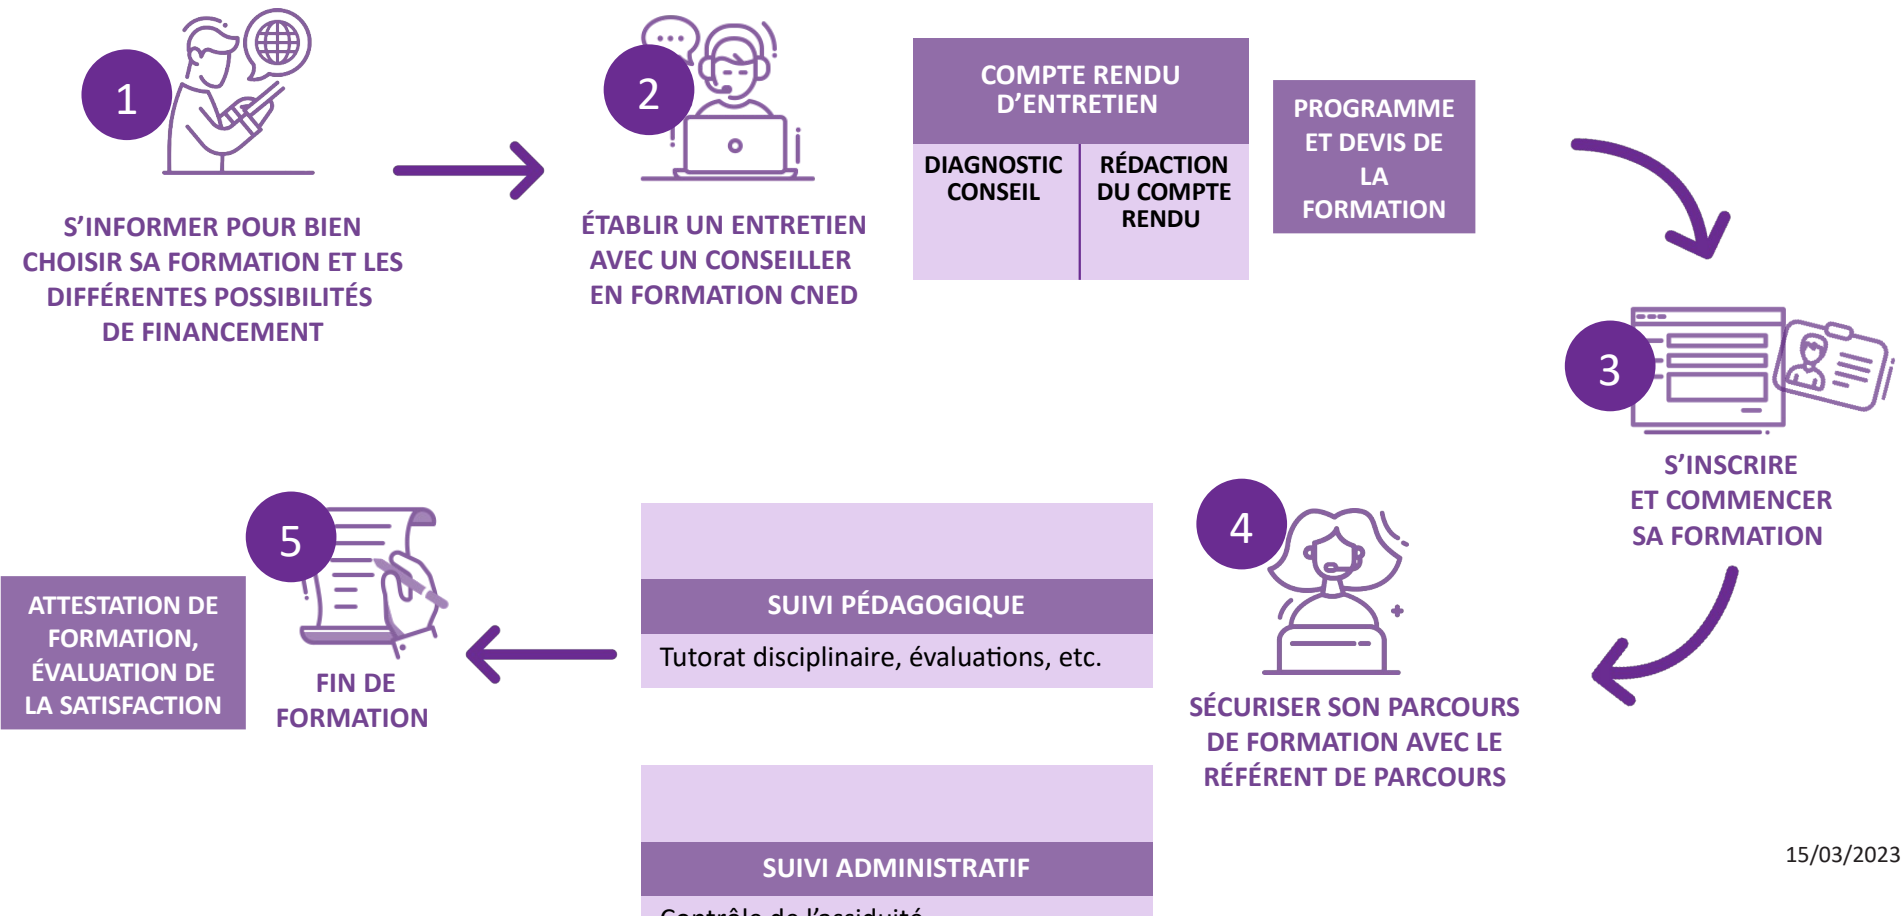 1
S’INFORMER POUR BIEN
CHOISIR SA FORMATION ET LES
DIFFÉRENTES POSSIBILITÉS
DE FINANCEMENT
2
ÉTABLIR UN ENTRETIEN
AVEC UN CONSEILLER
EN FORMATION CNED
COMPTE RENDU
D’ENTRETIEN
DIAGNOSTIC
CONSEIL
RÉDACTION
DU COMPTE
RENDU
PROGRAMME
ET DEVIS DE
LA
FORMATION
3
S’INSCRIRE
ET COMMENCER
SA FORMATION
4
SÉCURISER SON PARCOURS
DE FORMATION AVEC LE
RÉFÉRENT DE PARCOURS
SUIVI PÉDAGOGIQUE
Tutorat disciplinaire, évaluations, etc.
SUIVI ADMINISTRATIF
Contrôle de l’assiduité
5
FIN DE
FORMATION
ATTESTATION DE
FORMATION,
ÉVALUATION DE
LA SATISFACTION
15/03/2023